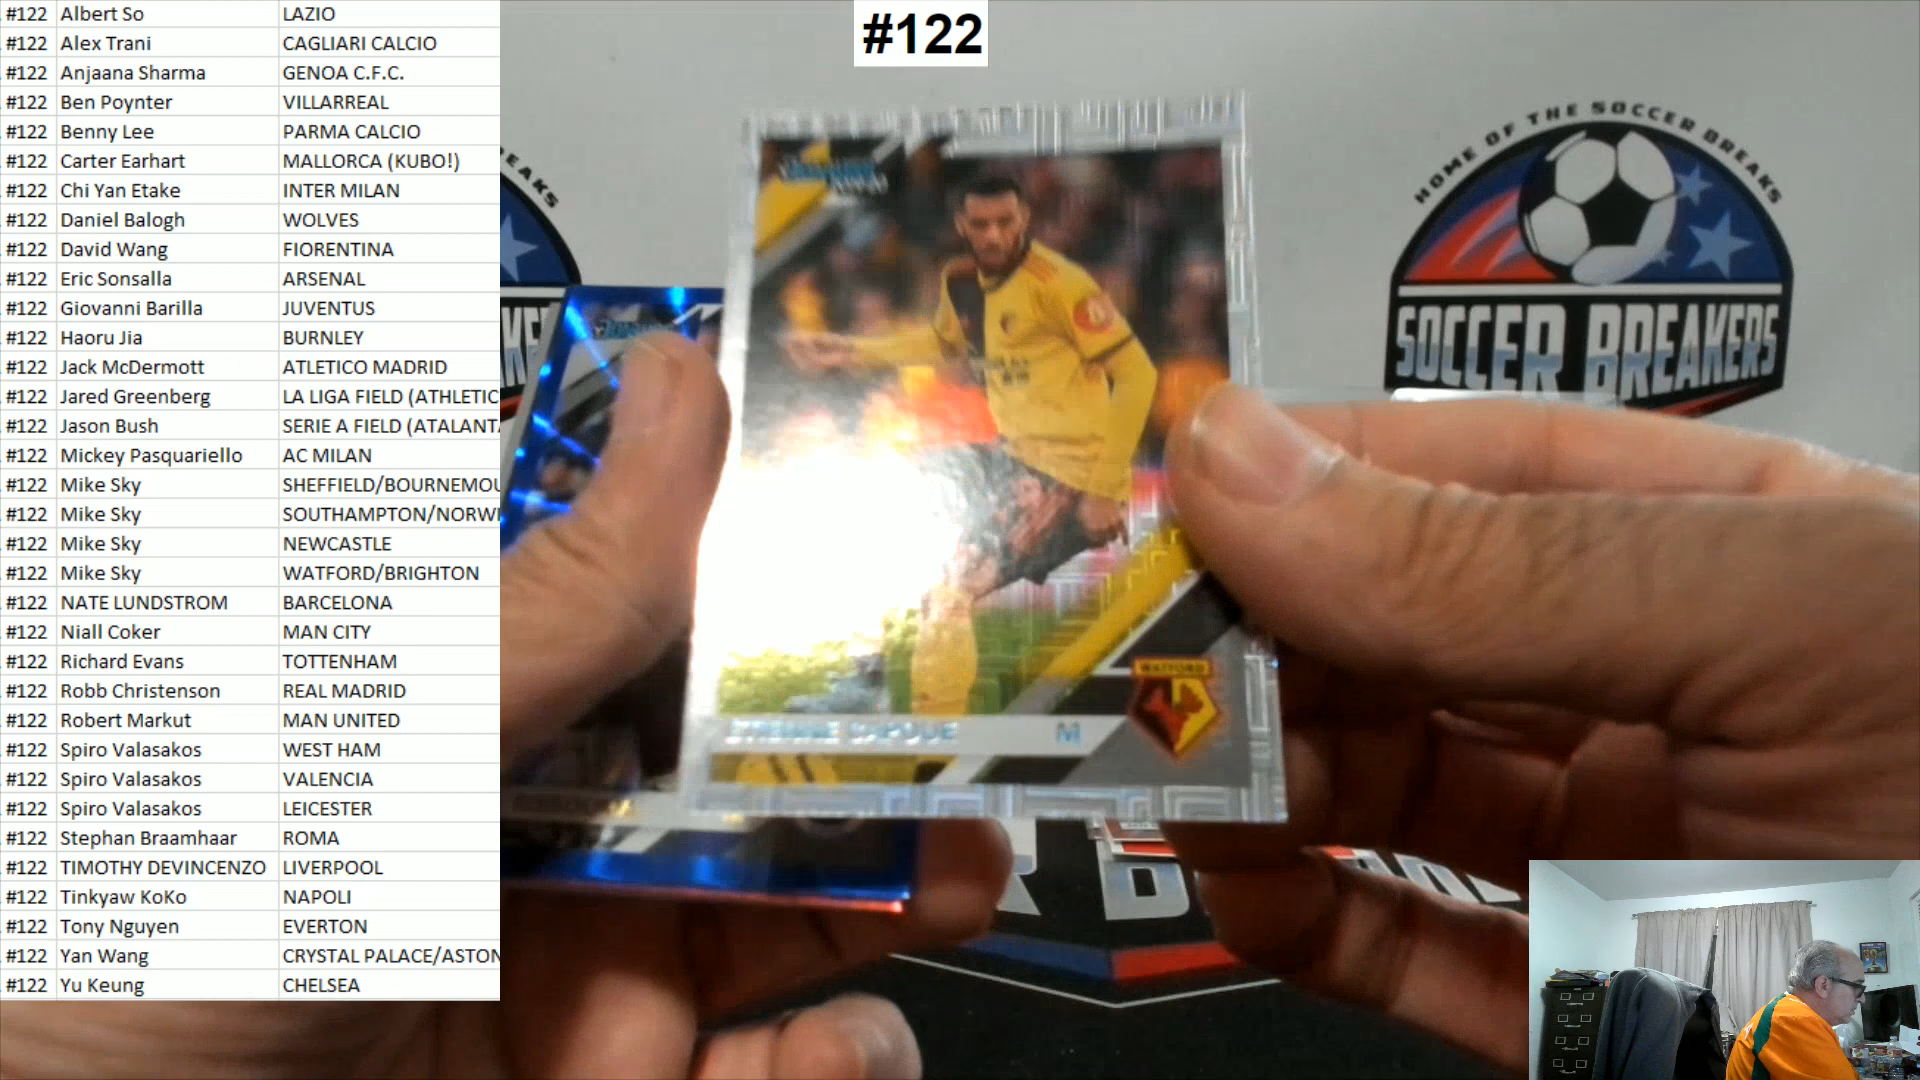 #122 Albert So LAZIO
#122 Alex Trani CAGLIARI CALCIO
#122 Anjaana Sharma GENOA C.F.C.
#122 Ben Poynter VILLARREAL
#122 Benny Lee PARMA CALCIO
#122 Carter Earhart MALLORCA (KUBO!)
#122 Chi Yan Etake INTER MILAN
#122 Daniel Balogh WOLVES
#122 David Wang FIORENTINA
#122 Eric Sonsalla ARSENAL
#122 Giovanni Barilla JUVENTUS
#122 Haoru Jia BURNLEY
#122 Jack McDermott ATLETICO MADRID
#122 Jared Greenberg LA LIGA FIELD (ATHLETIC
#122 Jason Bush SERIE A FIELD (ATALANT
#122 Mickey Pasquariello AC MILAN
#122 Mike Sky SHEFFIELD/BOURNEMOU
#122 Mike Sky SOUTHAMPTON/NORWI
#122 Mike Sky NEWCASTLE
#122 Mike Sky WATFORD/BRIGHTON
#122 NATE LUNDSTROM BARCELONA
#122 Niall Coker MAN CITY
#122 Richard Evans TOTTENHAM
#122 Robb Christenson REAL MADRID
#122 Robert Markut MAN UNITED
#122 Spiro Valasakos WEST HAM
#122 Spiro Valasakos VALENCIA
#122 Spiro Valasakos LEICESTER
#122 Stephan Braamhaar ROMA
#122 TIMOTHY DEVINCENZO LIVERPOOL
#122 Tinkyaw KoKo NAPOLI
#122 Tony Nguyen EVERTON
#122 Yan Wang CRYSTAL PALACE/ASTON
#122 Yu Keung CHELSEA
#122
HOME OF THE SOCCER BREAKS
SOCCER BREAKERS
EAKS
KE
WATFORD
ETIENNE CAPOUE M